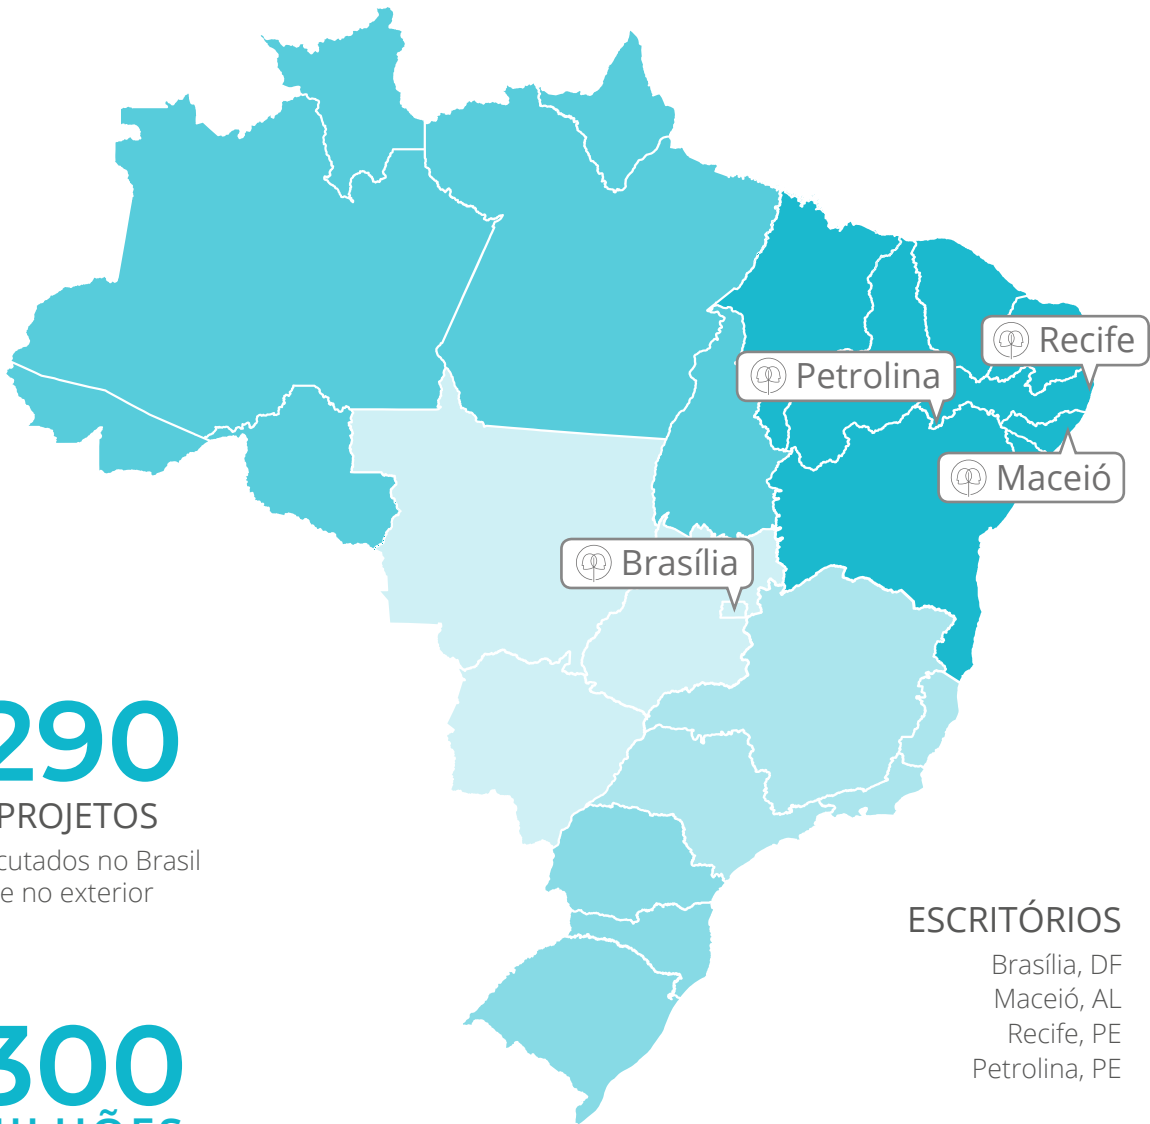 Recife
Petrolina
Maceió
Brasília
290
PROJETOS
cutados no Brasil
e no exterior
ESCRITÓRIOS
Brasília, DF
Maceió, AL
Recife, PE
Petrolina, PE
300